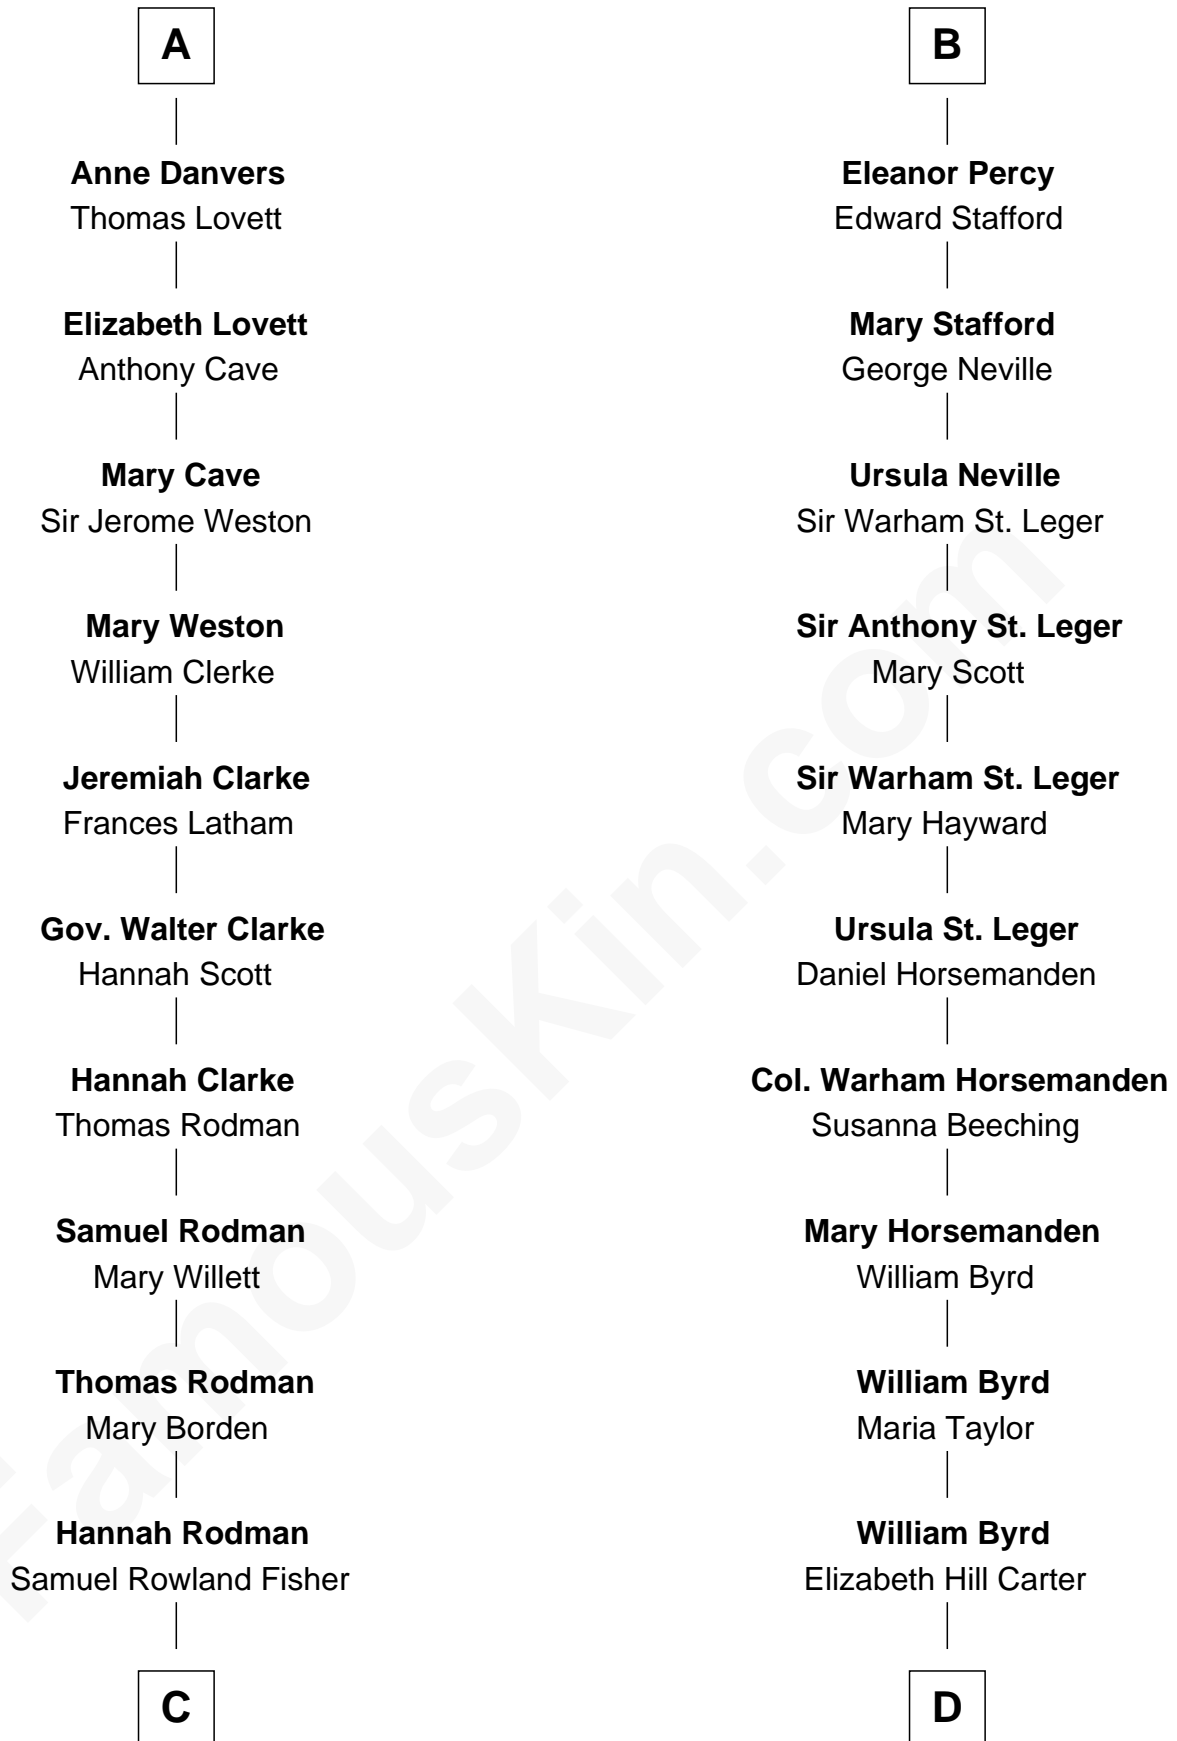 A
Anne Danvers
Thomas Lovett
Elizabeth Lovett
Anthony Cave
Mary Cave
Sir Jerome Weston
Mary Weston
William Clerke
Jeremiah Clarke
Frances Latham
Gov. Walter Clarke
Hannah Scott
Hannah Clarke
Thomas Rodman
Samuel Rodman
Mary Willett
Thomas Rodman
Mary Borden
Hannah Rodman
Samuel Rowland Fisher
C
B
Eleanor Percy
Edward Stafford
Mary Stafford
George Neville
Ursula Neville
Sir Warham St. Leger
Sir Anthony St. Leger
Mary Scott
Sir Warham St. Leger
Mary Hayward
Ursula St. Leger
Daniel Horsemanden
Col. Warham Horsemanden
Susanna Beeching
Mary Horsemanden
William Byrd
William Byrd
Maria Taylor
William Byrd
Elizabeth Hill Carter
D
FamousKin.com